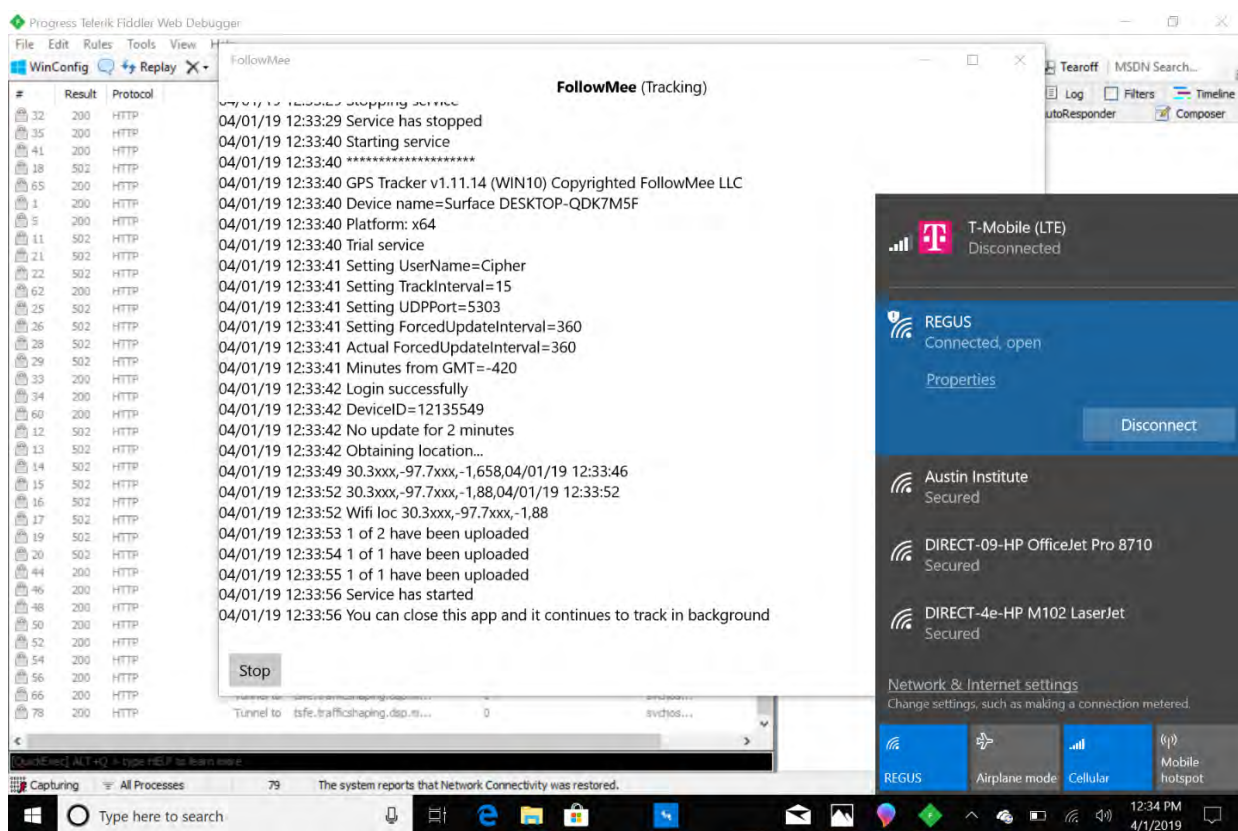 Progress Telerik Fiddler Web Debugger
File Edit Rules Tools View
WinConfig Replay
Tearoff MSDN Search...
Log Filters Timeline
Composer
# Result Protocol
32 200 HTTP
35 200 HTTP
41 200 HTTP
18 502 HTTP
65 200 HTTP
1 200 HTTP
5 200 HTTP
11 502 HTTP
21 502 HTTP
22 502 HTTP
62 200 HTTP
25 502 HTTP
26 502 HTTP
28 502 HTTP
29 502 HTTP
33 200 HTTP
34 200 HTTP
60 200 HTTP
12 502 HTTP
13 502 HTTP
14 502 HTTP
15 502 HTTP
16 502 HTTP
17 502 HTTP
19 502 HTTP
20 502 HTTP
44 200 HTTP
46 200 HTTP
48 200 HTTP
50 200 HTTP
52 200 HTTP
54 200 HTTP
56 200 HTTP
66 200 HTTP
78 200 HTTP Tunnel to 0 svchos...
FollowMee
FollowMee (Tracking)
04/01/19 12:33:29 Stopping service
04/01/19 12:33:29 Service has stopped
04/01/19 12:33:40 Starting service
04/01/19 12:33:40 ********************
04/01/19 12:33:40 GPS Tracker v1.11.14 (WIN10) Copyrighted FollowMee LLC
04/01/19 12:33:40 Device name=Surface DESKTOP-QDK7M5F
04/01/19 12:33:40 Platform: x64
04/01/19 12:33:40 Trial service
04/01/19 12:33:41 Setting UserName=Cipher
04/01/19 12:33:41 Setting TrackInterval=15
04/01/19 12:33:41 Setting UDPPort=5303
04/01/19 12:33:41 Setting ForcedUpdateInterval=360
04/01/19 12:33:41 Actual ForcedUpdateInterval=360
04/01/19 12:33:41 Minutes from GMT=-420
04/01/19 12:33:42 Login successfully
04/01/19 12:33:42 DeviceID=12135549
04/01/19 12:33:42 No update for 2 minutes
04/01/19 12:33:42 Obtaining location...
04/01/19 12:33:49 30.3xxx,-97.7xxx,-1,658,04/01/19 12:33:46
04/01/19 12:33:52 30.3xxx,-97.7xxx,-1,88,04/01/19 12:33:52
04/01/19 12:33:52 Wifi loc 30.3xxx,-97.7xxx,-1,88
04/01/19 12:33:53 1 of 2 have been uploaded
04/01/19 12:33:54 1 of 1 have been uploaded
04/01/19 12:33:55 1 of 1 have been uploaded
04/01/19 12:33:56 Service has started
04/01/19 12:33:56 You can close this app and it continues to track in background
Stop
T-Mobile (LTE)
Disconnected
REGUS
Connected, open
Properties
Disconnect
Austin Institute
Secured
DIRECT-09-HP OfficeJet Pro 8710
Secured
DIRECT-4e-HP M102 LaserJet
Secured
Network & Internet settings
Change settings, such as making a connection metered.
REGUS
Airplane mode
Cellular
Mobile hotspot
[QuickExec] ALT+Q > type HELP to learn more
Capturing All Processes 79 The system reports that Network Connectivity was restored.
Type here to search
12:34 PM
4/1/2019